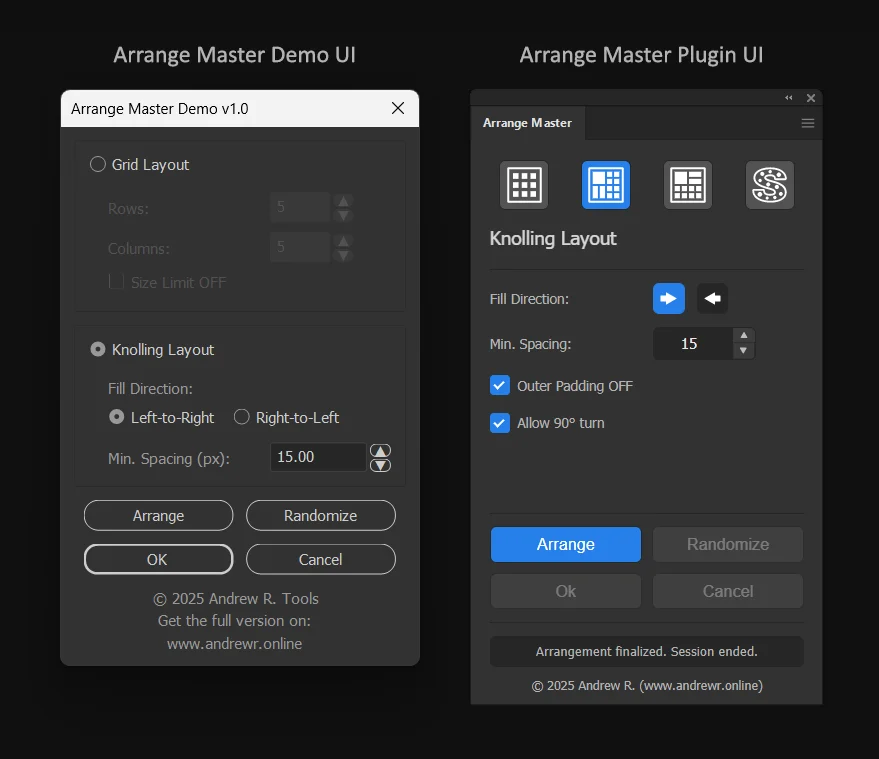 Arrange Master Demo UI
Arrange Master Demo v1.0
Grid Layout
Rows: 5
Columns: 5
Size Limit OFF
Knolling Layout
Fill Direction:
Left-to-Right Right-to-Left
Min. Spacing (px): 15.00
Arrange Randomize
OK Cancel
© 2025 Andrew R. Tools
Get the full version on:
www.andrewr.online
Arrange Master Plugin UI
Arrange Master
S
Knolling Layout
Fill Direction:
Min. Spacing: 15
Outer Padding OFF
Allow 90° turn
Arrange Randomize
Ok Cancel
Arrangement finalized. Session ended.
© 2025 Andrew R. (www.andrewr.online)